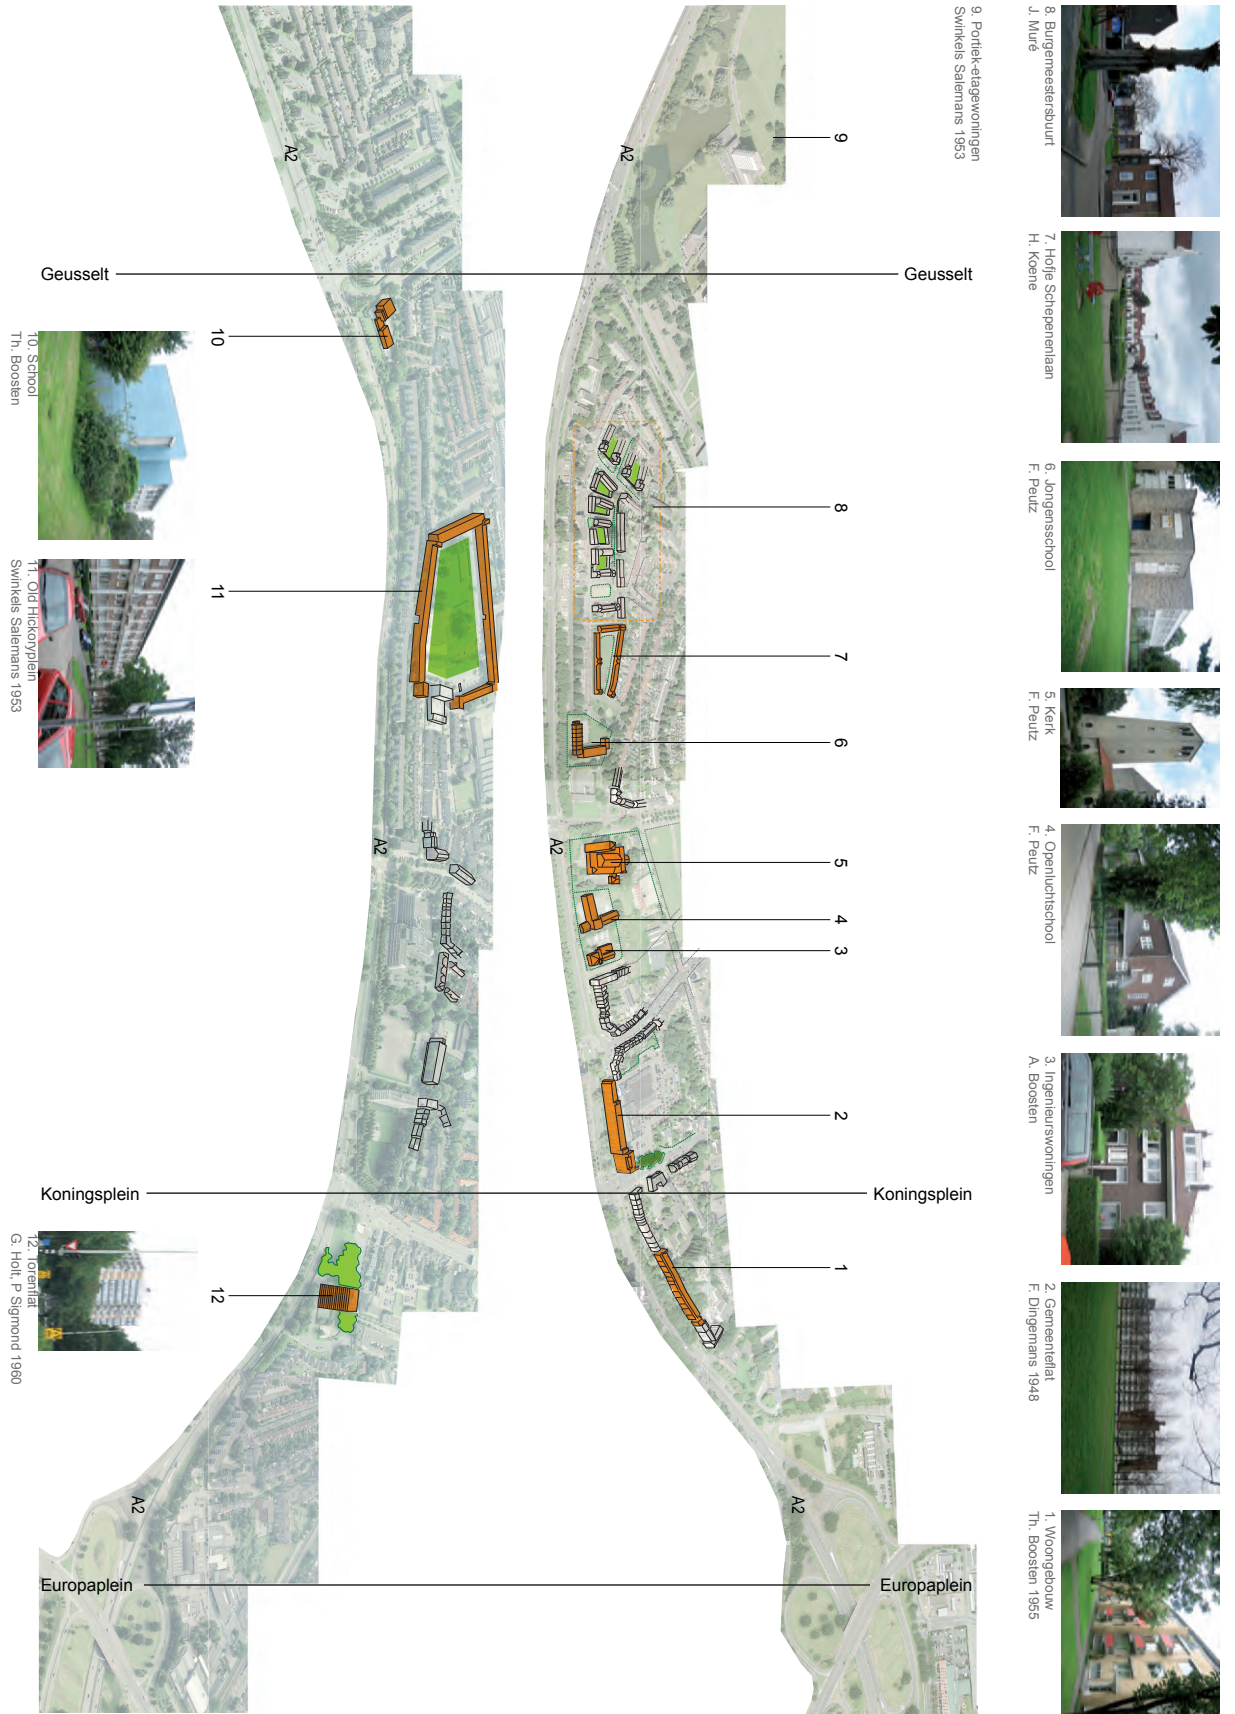 8. Burgemeestersbuurt
J. Muré
7. Hofje Schepenenlaan
H. Koene
6. Jongensschool
F. Peutz
5. Kerk
F. Peutz
4. Openluchtschool
F. Peutz
3. Ingenieurswoningen
A. Boosten
2. Gemeenteflat
F. Dingemans 1948
1. Woongebouw
Th. Boosten 1955
9. Portiek-etagewoningen
Swinkels Salemans 1953
9
8
7
6
5
4
3
2
1
A2
A2
A2
Geusselt
Geusselt
Koningsplein
Koningsplein
Europaplein
Europaplein
A2
A2
A2
10
11
12
10. School
Th. Boosten
11. Old Hickoryplein
Swinkels Salemans 1953
12. Torenflat
G. Holt, P Sigmond 1960